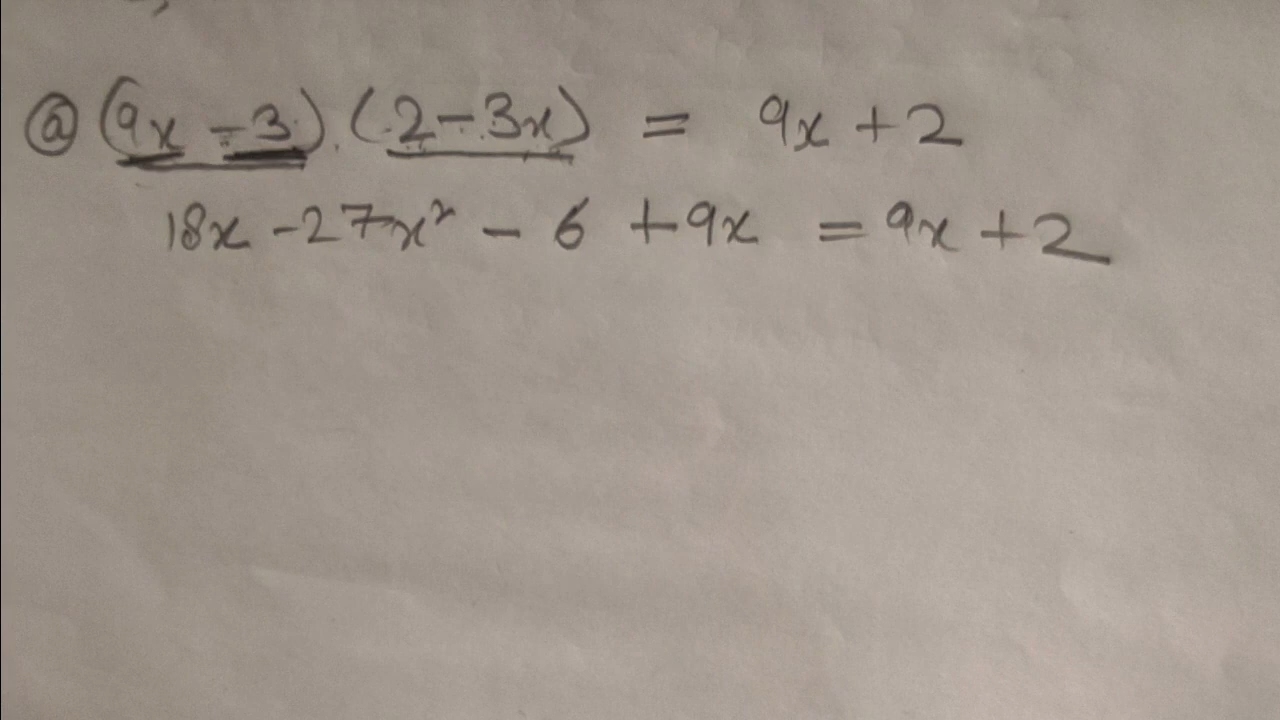 ⓐ (9x - 3) . (2 - 3x) = 9x + 2
18x - 27x² - 6 + 9x = 9x + 2